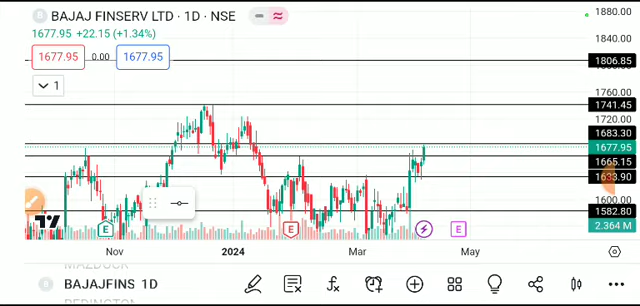 BAJAJ FINSERV LTD · 1D · NSE
1677.95 +22.15 (+1.34%)
1677.95 0.00 1677.95
1
1880.00
1840.00
1806.85
1760.00
1741.45
1720.00
1683.30
1677.95
1665.15
1633.90
1600.00
1582.80
2.364 M
E E E
Nov 2024 Mar May
BAJAJFINS 1D